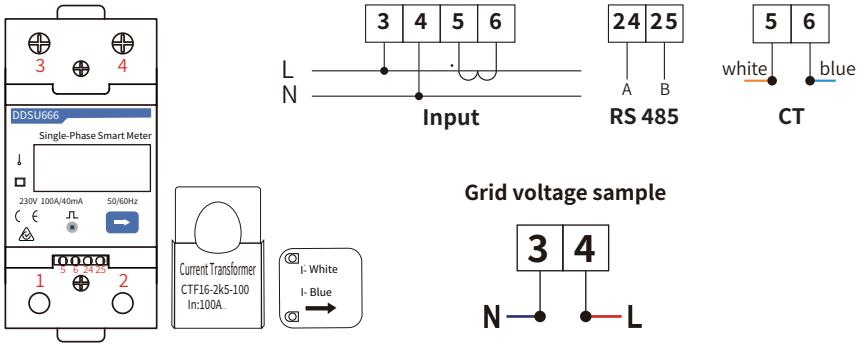 3 4
DDSU666
Single-Phase Smart Meter
230V 100A/40mA 50/60Hz
CE
5 6 24 25
1 2
Current Transformer
CTF16-2k5-100
In:100A
I- White
I- Blue
3 4 5 6
L
N
Input
24 25
A B
RS 485
5 6
white blue
CT
Grid voltage sample
3 4
N L